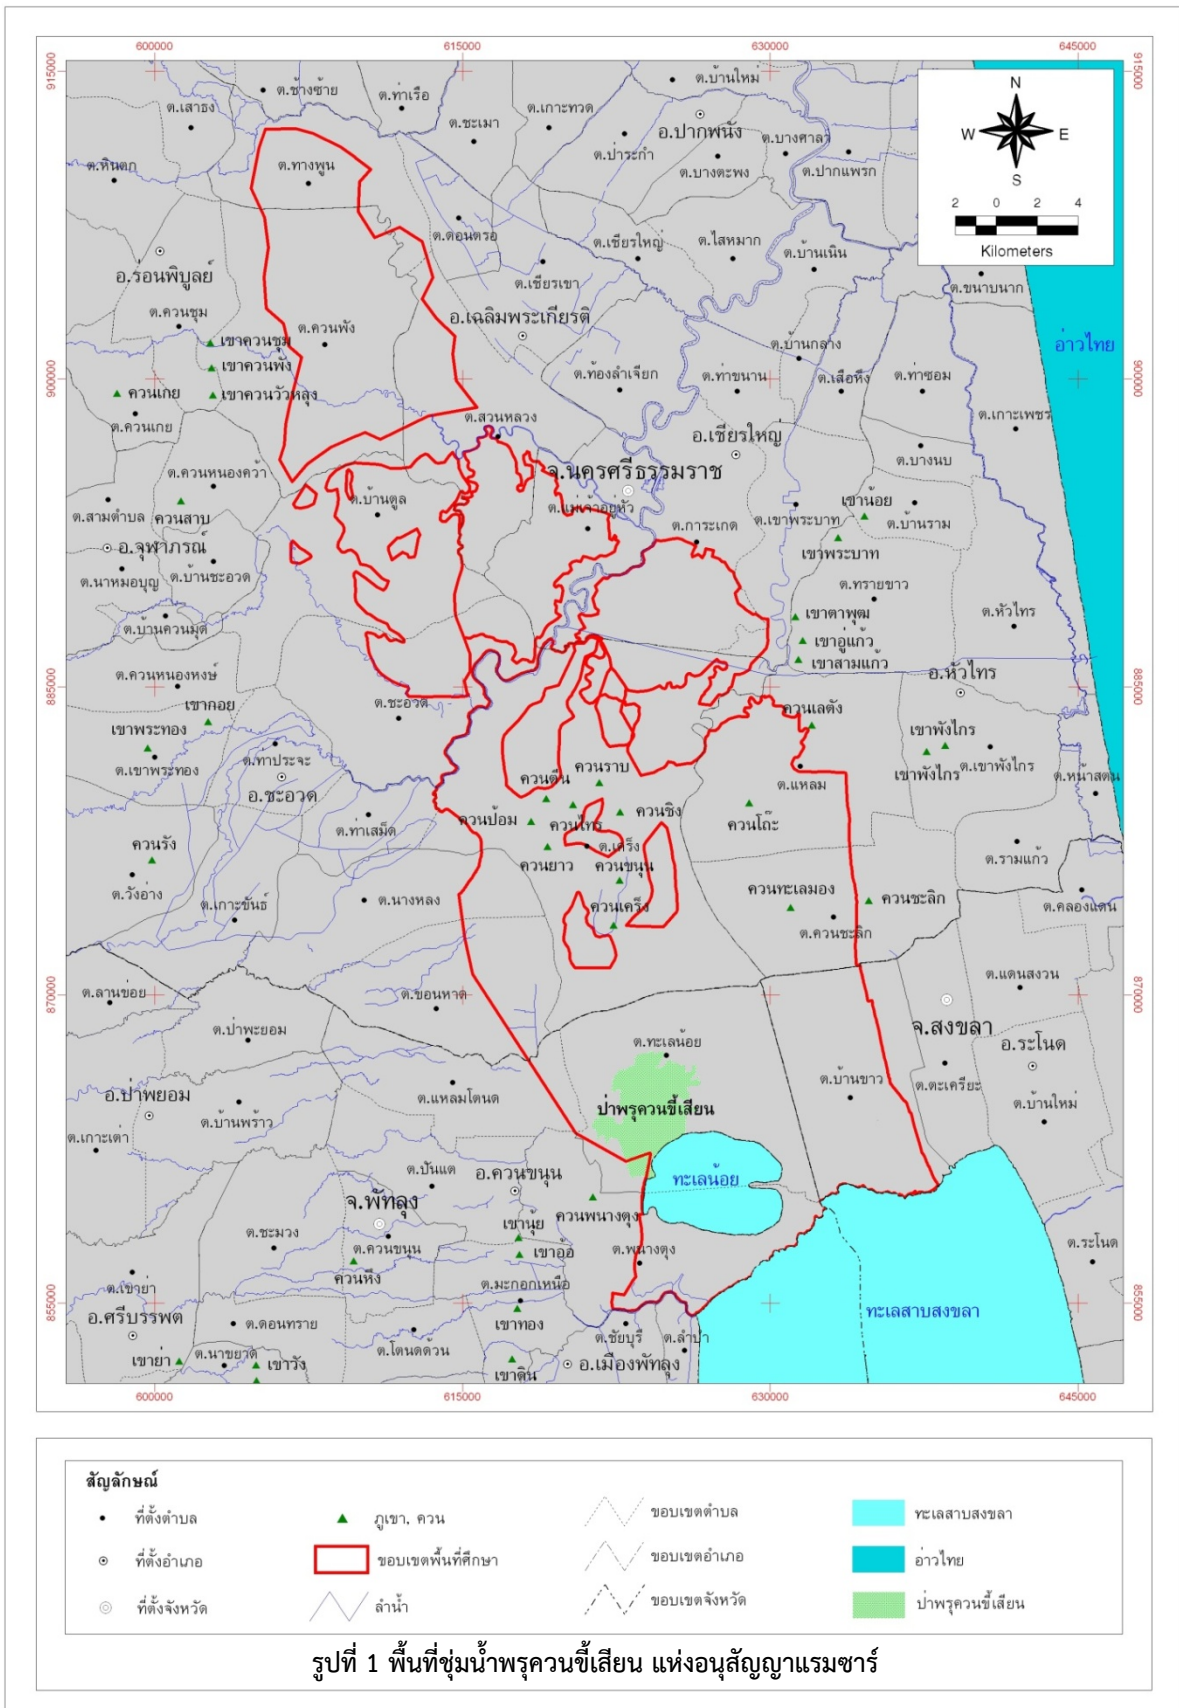 600000 615000 630000 645000
915000 915000
ต.ช้างซ้าย ต.ท่าเรือ ต.บ้านใหม่
ต.เสาธง ต.ชะเมา ต.เกาะทวด อ.ปากพนัง
ต.หินตก ต.ทางพูน ต.ป่าระกำ ต.บางศาลา
ต.บางตะพง ต.ปากแพรก
N
W E
S
2 0 2 4
Kilometers
ต.ดอนตรอ ต.เชียรใหญ่ ต.ไสหมาก ต.บ้านเนิน
อ.ร่อนพิบูลย์ ต.เชียรเขา ต.ขนาบนาก
ต.ควนชุม อ.เฉลิมพระเกียรติ
เขาควนชุม ต.ควนพัง ต.บ้านกลาง อ่าวไทย
เขาควนพัง
900000 900000
ควนเกย เขาควนวัวหลุง ต.ท้องลำเจียก ต.ท่าขนาน ต.เสือหึง ต.ท่าซอม
ต.ควนเกย ต.สวนหลวง ต.เกาะเพชร
อ.เชียรใหญ่
ต.ควนหนองคว้า จ.นครศรีธรรมราช ต.บางนบ
ต.สามตำบล ควนสาบ ต.บ้านตูล ต.แม่เจ้าอยู่หัว เขาน้อย
ต.การะเกด ต.เขาพระบาท ต.บ้านราม
อ.จุฬาภรณ์ เขาพระบาท
ต.นาหมอบุญ ต.บ้านชะอวด ต.ทรายขาว
ต.บ้านควนมุด เขาตาพุฒ ต.หัวไทร
เขาอู่แก้ว
เขาสามแก้ว
ต.ควนหนองหงษ์ อ.หัวไทร
885000 885000
เขากอย ต.ชะอวด ควนเลดัง
เขาพระทอง เขาพังไกร
ต.เขาพระทอง ต.ท่าประจะ ควนราบ เขาพังไกร ต.เขาพังไกร
อ.ชะอวด ควนตีน ต.แหลม ต.หน้าสตน
ต.ท่าเสม็ด ควนป้อม ควนไทร ควนชิง ควนโถ๊ะ
ควนรัง ควนยาว ต.เคร็ง ต.รามแก้ว
ต.วังอ่าง ควนขนุน ควนทะเลมอง ควนชะลิก
ต.เกาะขันธ์ ต.นางหลง ควนเคร็ง ต.คลองแดน
ต.ควนชะลิก
ต.แดนสงวน
870000 870000
ต.ลานข่อย ต.ขอนหาด
ต.ป่าพะยอม จ.สงขลา
ต.ทะเลน้อย อ.ระโนด
อ.ป่าพยอม ต.แหลมโตนด ต.บ้านขาว ต.ตะเครียะ
ต.บ้านพร้าว ป่าพรุควนขี้เสียน ต.บ้านใหม่
ต.เกาะเต่า
ต.ปันแต อ.ควนขนุน ทะเลน้อย
จ.พัทลุง ควนพนางตุง
ต.ชะมวง เขานุ้ย
ต.ควนขนุน เขาอ้อ ต.พนางตุง ต.ระโนด
ต.เขาย่า ควนหึง ต.มะกอกเหนือ
855000 855000
อ.ศรีบรรพต เขาทอง ทะเลสาบสงขลา
ต.ดอนทราย ต.ชัยบุรี ต.ลำปำ
เขาย่า ต.นาขยาด เขาวัง ต.โตนดด้วน เขาดิน อ.เมืองพัทลุง
600000 615000 630000 645000
สัญลักษณ์
ที่ตั้งตำบล ภูเขา, ควน ขอบเขตตำบล ทะเลสาบสงขลา
ที่ตั้งอำเภอ ขอบเขตพื้นที่ศึกษา ขอบเขตอำเภอ อ่าวไทย
ที่ตั้งจังหวัด ลำน้ำ ขอบเขตจังหวัด ป่าพรุควนขี้เสียน
รูปที่ 1 พื้นที่ชุ่มน้ำพรุควนขี้เสียน แห่งอนุสัญญาแรมซาร์